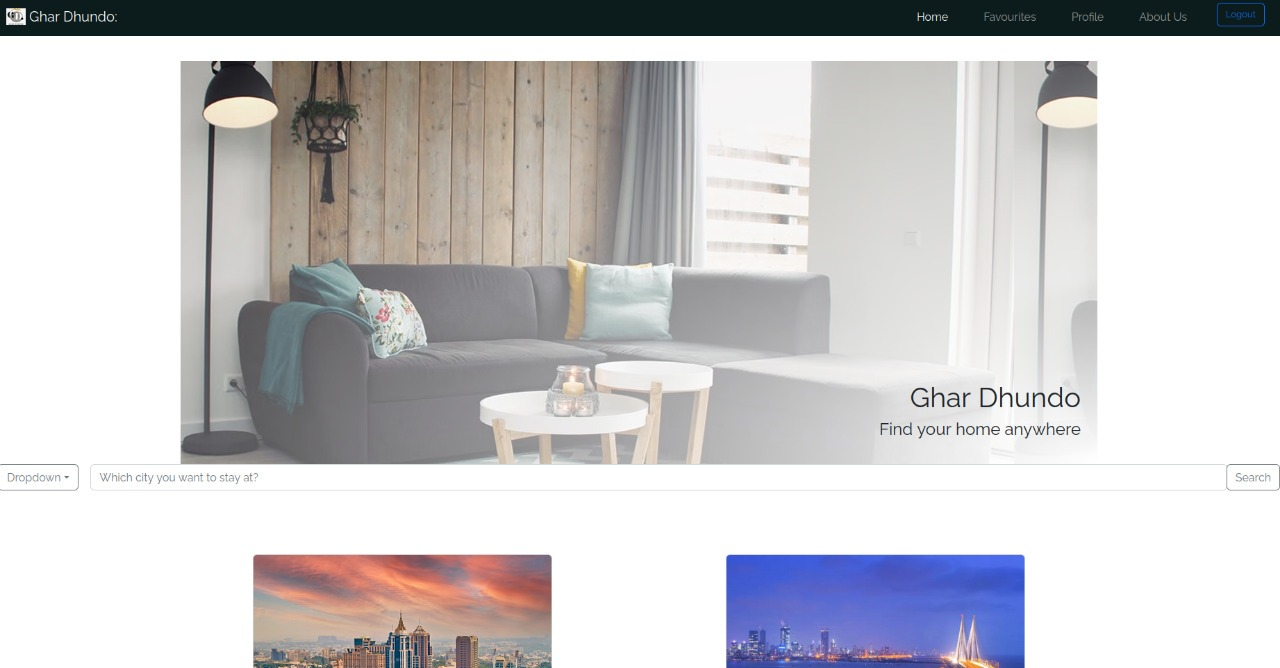 Ghar Dhundo:
Home
Favourites
Profile
About Us
Logout
Ghar Dhundo
Find your home anywhere
Dropdown
Which city you want to stay at?
Search